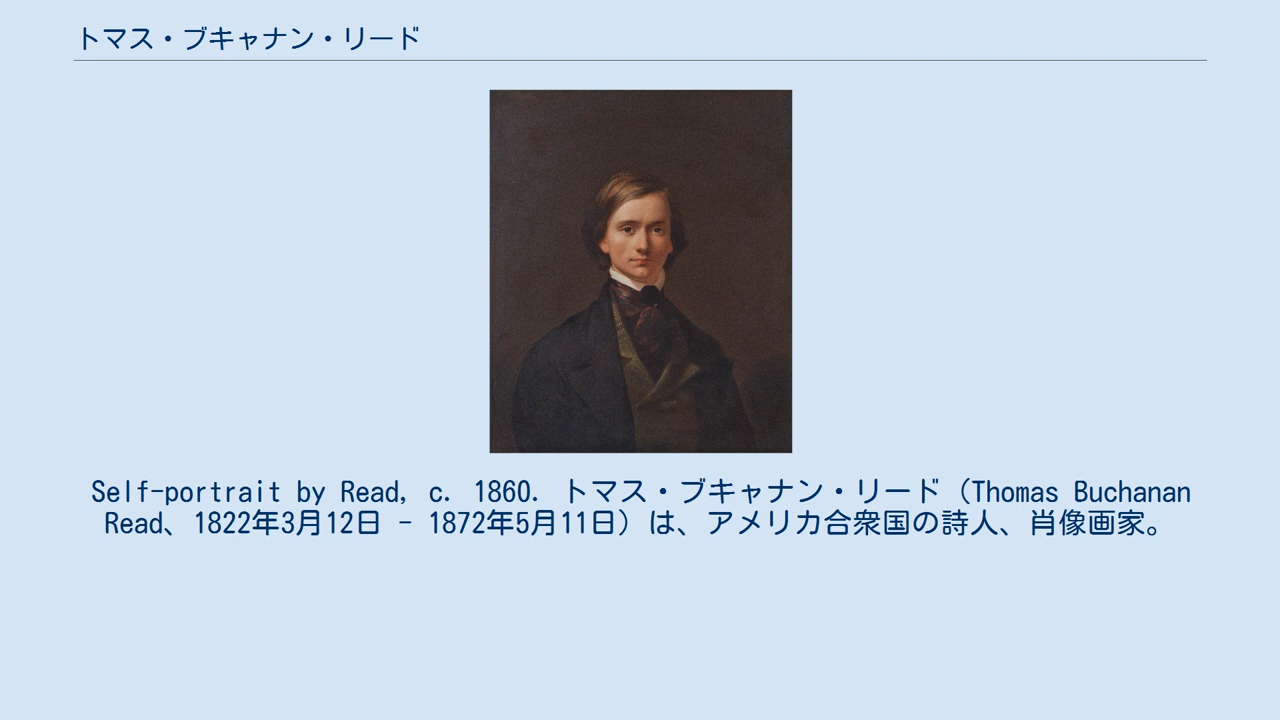 トマス・ブキャナン・リード
Self-portrait by Read, c. 1860. トマス・ブキャナン・リード（Thomas Buchanan
Read、1822年3月12日 - 1872年5月11日）は、アメリカ合衆国の詩人、肖像画家。